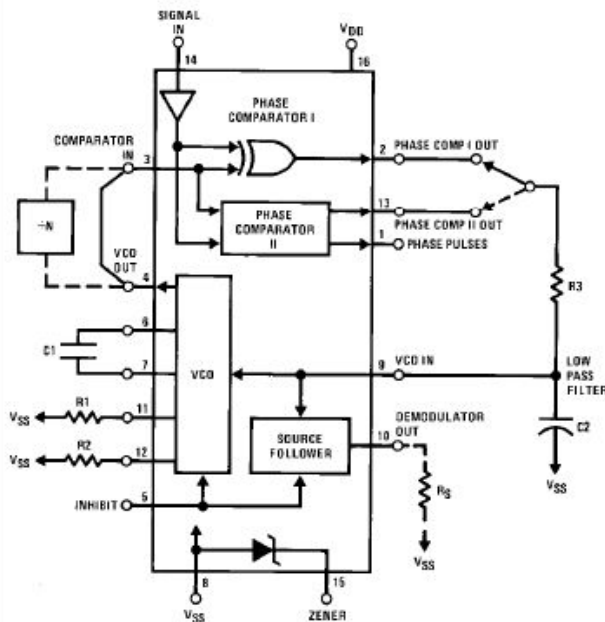 SIGNAL
IN
VDD
14
16
PHASE
COMPARATOR I
COMPARATOR
IN
3
2
PHASE COMP I OUT
÷N
PHASE
COMPARATOR
II
13
PHASE COMP II OUT
1
PHASE PULSES
VCO
OUT
4
R3
6
C1
7
VCO
9
VCO IN
LOW
PASS
FILTER
VSS
R1
11
DEMODULATOR
OUT
10
C2
VSS
R2
12
SOURCE
FOLLOWER
VSS
INHIBIT
5
RS
VSS
8
15
VSS
ZENER